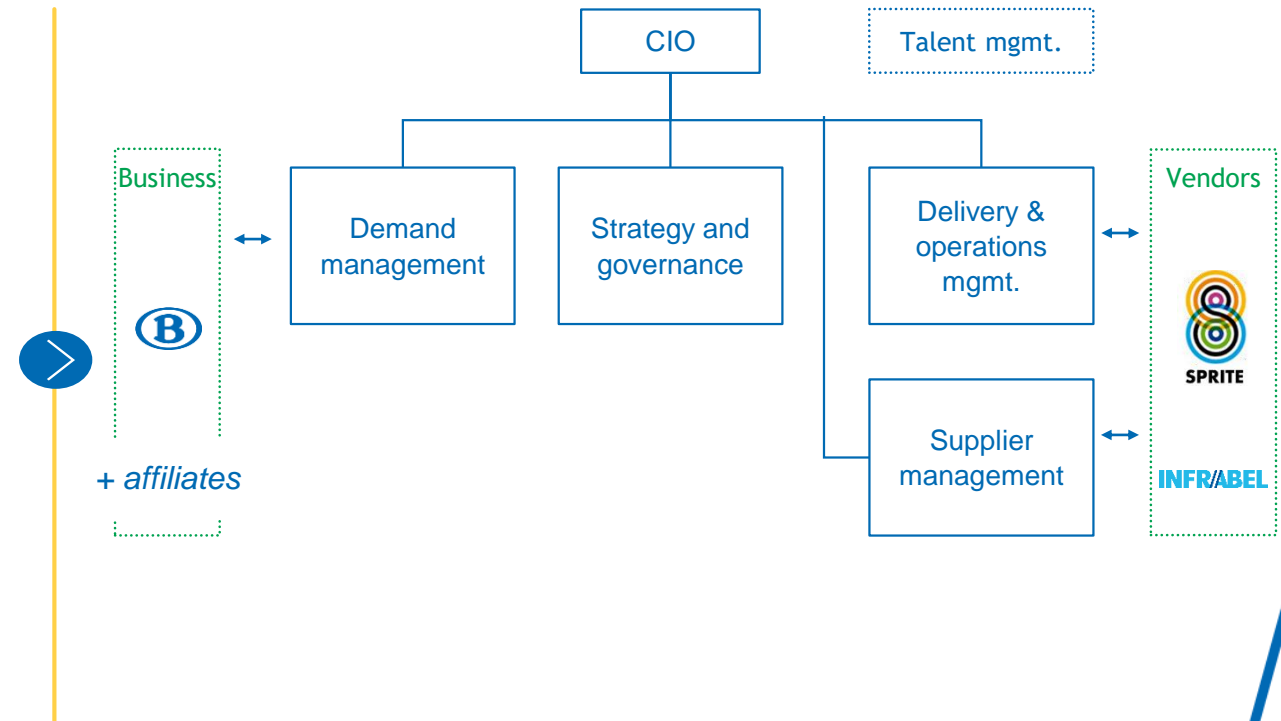 CIO
Talent mgmt.
Business
Demand
management
Strategy and
governance
Delivery &
operations
mgmt.
Vendors
B
SPRITE
+ affiliates
Supplier
management
INFRABEL